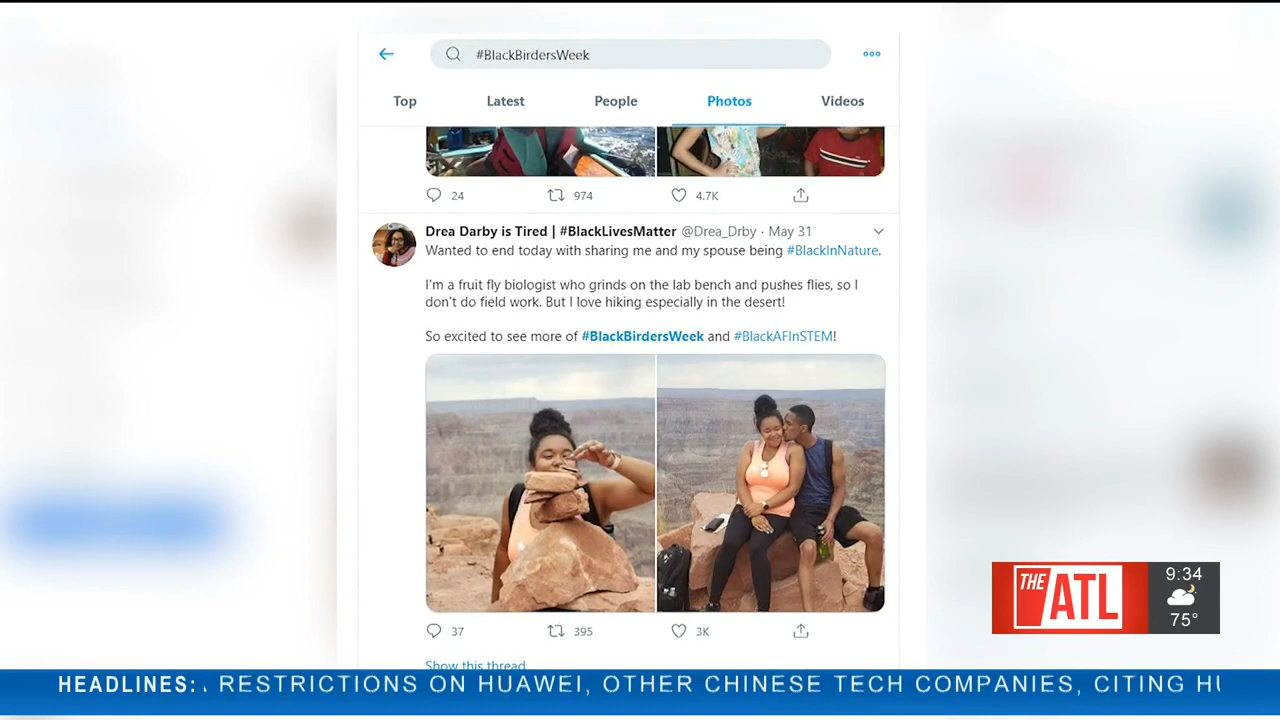 #BlackBirdersWeek
Top Latest People Photos Videos
24 974 4.7K
Drea Darby is Tired | #BlackLivesMatter @Drea_Drby · May 31
Wanted to end today with sharing me and my spouse being #BlackInNature.
I'm a fruit fly biologist who grinds on the lab bench and pushes flies, so I
don't do field work. But I love hiking especially in the desert!
So excited to see more of #BlackBirdersWeek and #BlackAFInSTEM!
37 395 3K
Show this thread
THE ATL
9:34
75°
HEADLINES: RESTRICTIONS ON HUAWEI, OTHER CHINESE TECH COMPANIES, CITING